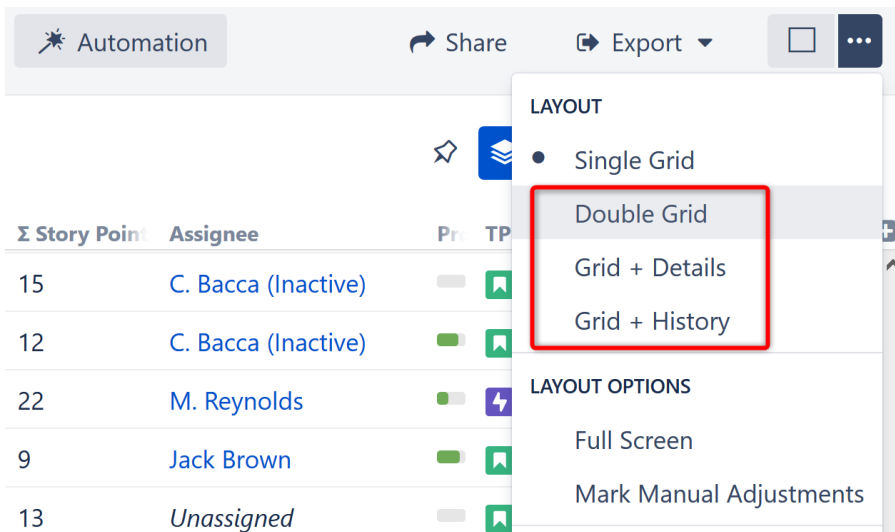 Automation
Share
Export
LAYOUT
Single Grid
Double Grid
Grid + Details
Grid + History
LAYOUT OPTIONS
Full Screen
Mark Manual Adjustments
Σ Story Point Assignee Pro TP
15 C. Bacca (Inactive)
12 C. Bacca (Inactive)
22 M. Reynolds
9 Jack Brown
13 Unassigned